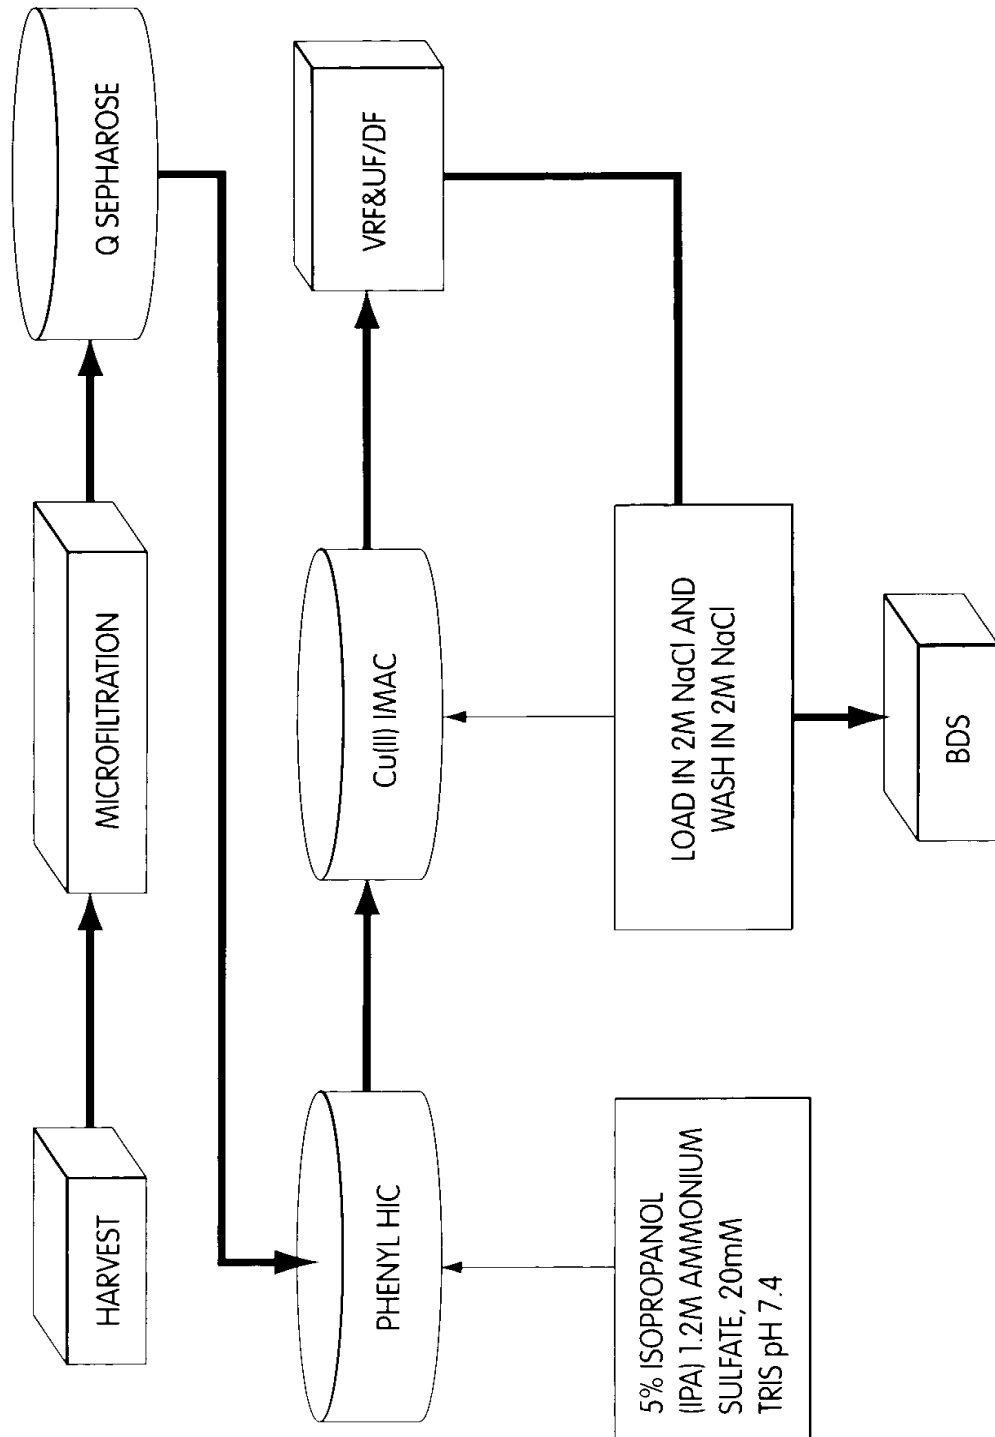 HARVEST
MICROFILTRATION
Q SEPHAROSE
PHENYL HIC
Cu(II) IMAC
VRF&UF/DF
5% ISOPROPANOL
(IPA) 1.2M AMMONIUM
SULFATE, 20mM
TRIS pH 7.4
LOAD IN 2M NaCl AND
WASH IN 2M NaCl
BDS